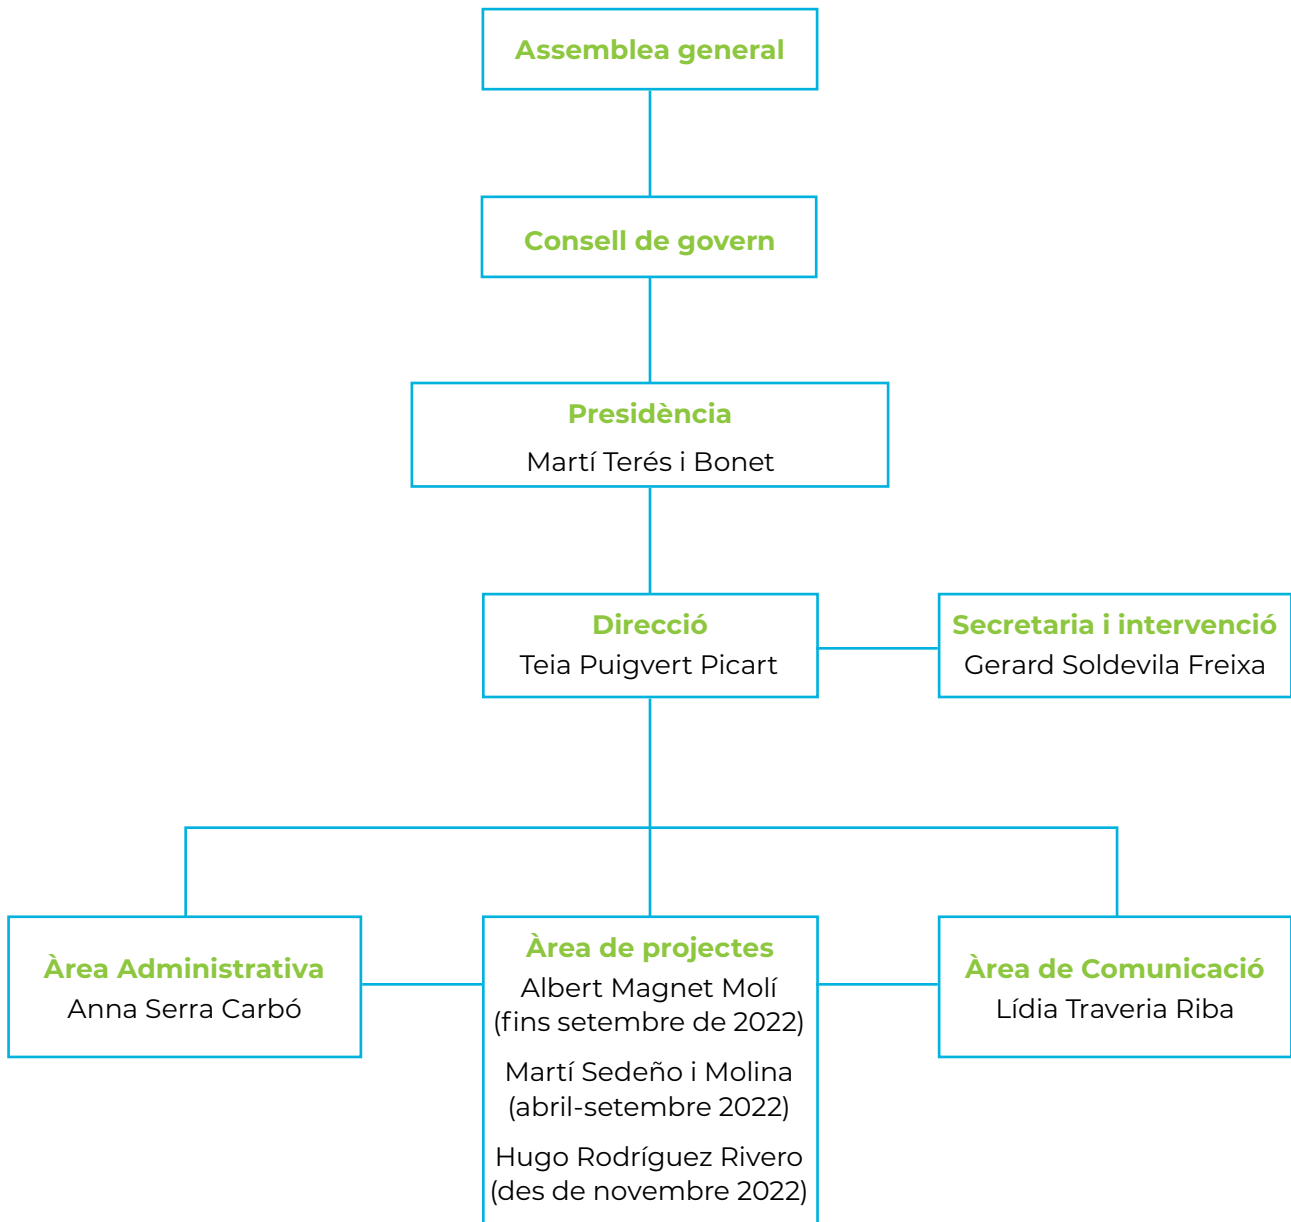 Assemblea general
Consell de govern
Presidència
Martí Terés i Bonet
Direcció
Teia Puigvert Picart
Secretaria i intervenció
Gerard Soldevila Freixa
Àrea Administrativa
Anna Serra Carbó
Àrea de projectes
Albert Magnet Molí
(fins setembre de 2022)
Martí Sedeño i Molina
(abril-setembre 2022)
Hugo Rodríguez Rivero
(des de novembre 2022)
Àrea de Comunicació
Lídia Traveria Riba